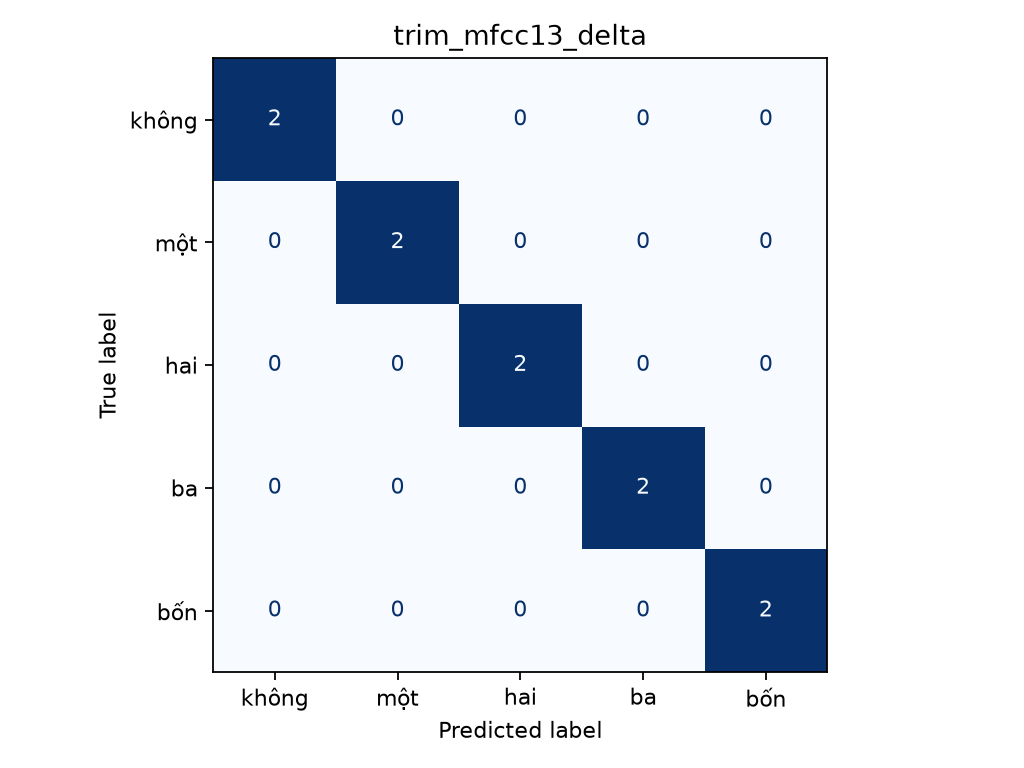 trim_mfcc13_delta
không 2 0 0 0 0
một 0 2 0 0 0
hai 0 0 2 0 0
ba 0 0 0 2 0
bốn 0 0 0 0 2
True label
không một hai ba bốn
Predicted label